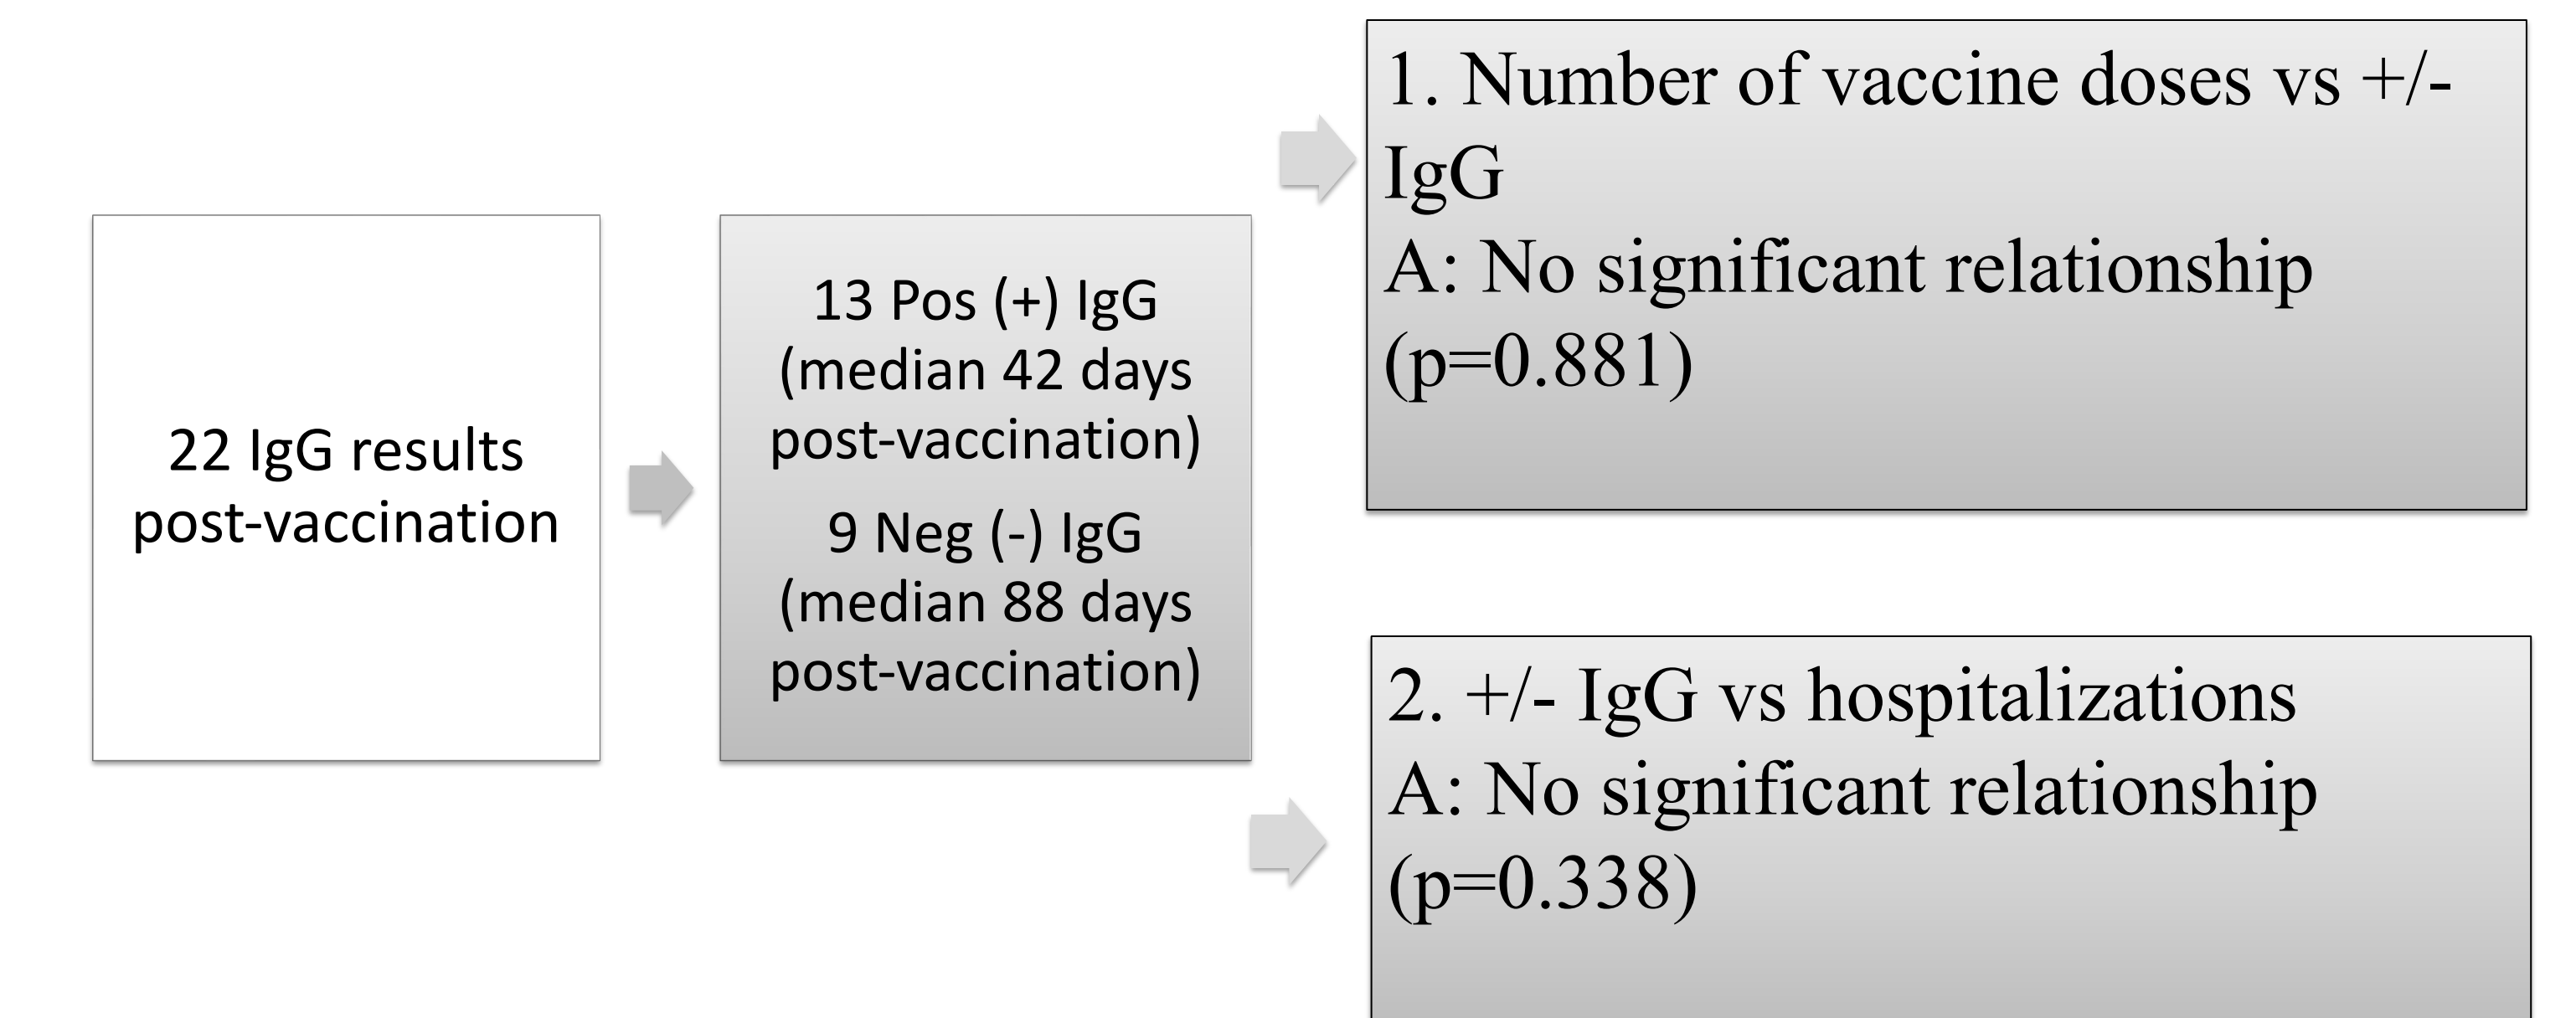 22 IgG results
post-vaccination
13 Pos (+) IgG
(median 42 days
post-vaccination)
9 Neg (-) IgG
(median 88 days
post-vaccination)
1. Number of vaccine doses vs +/-
IgG
A: No significant relationship
(p=0.881)
2. +/- IgG vs hospitalizations
A: No significant relationship
(p=0.338)